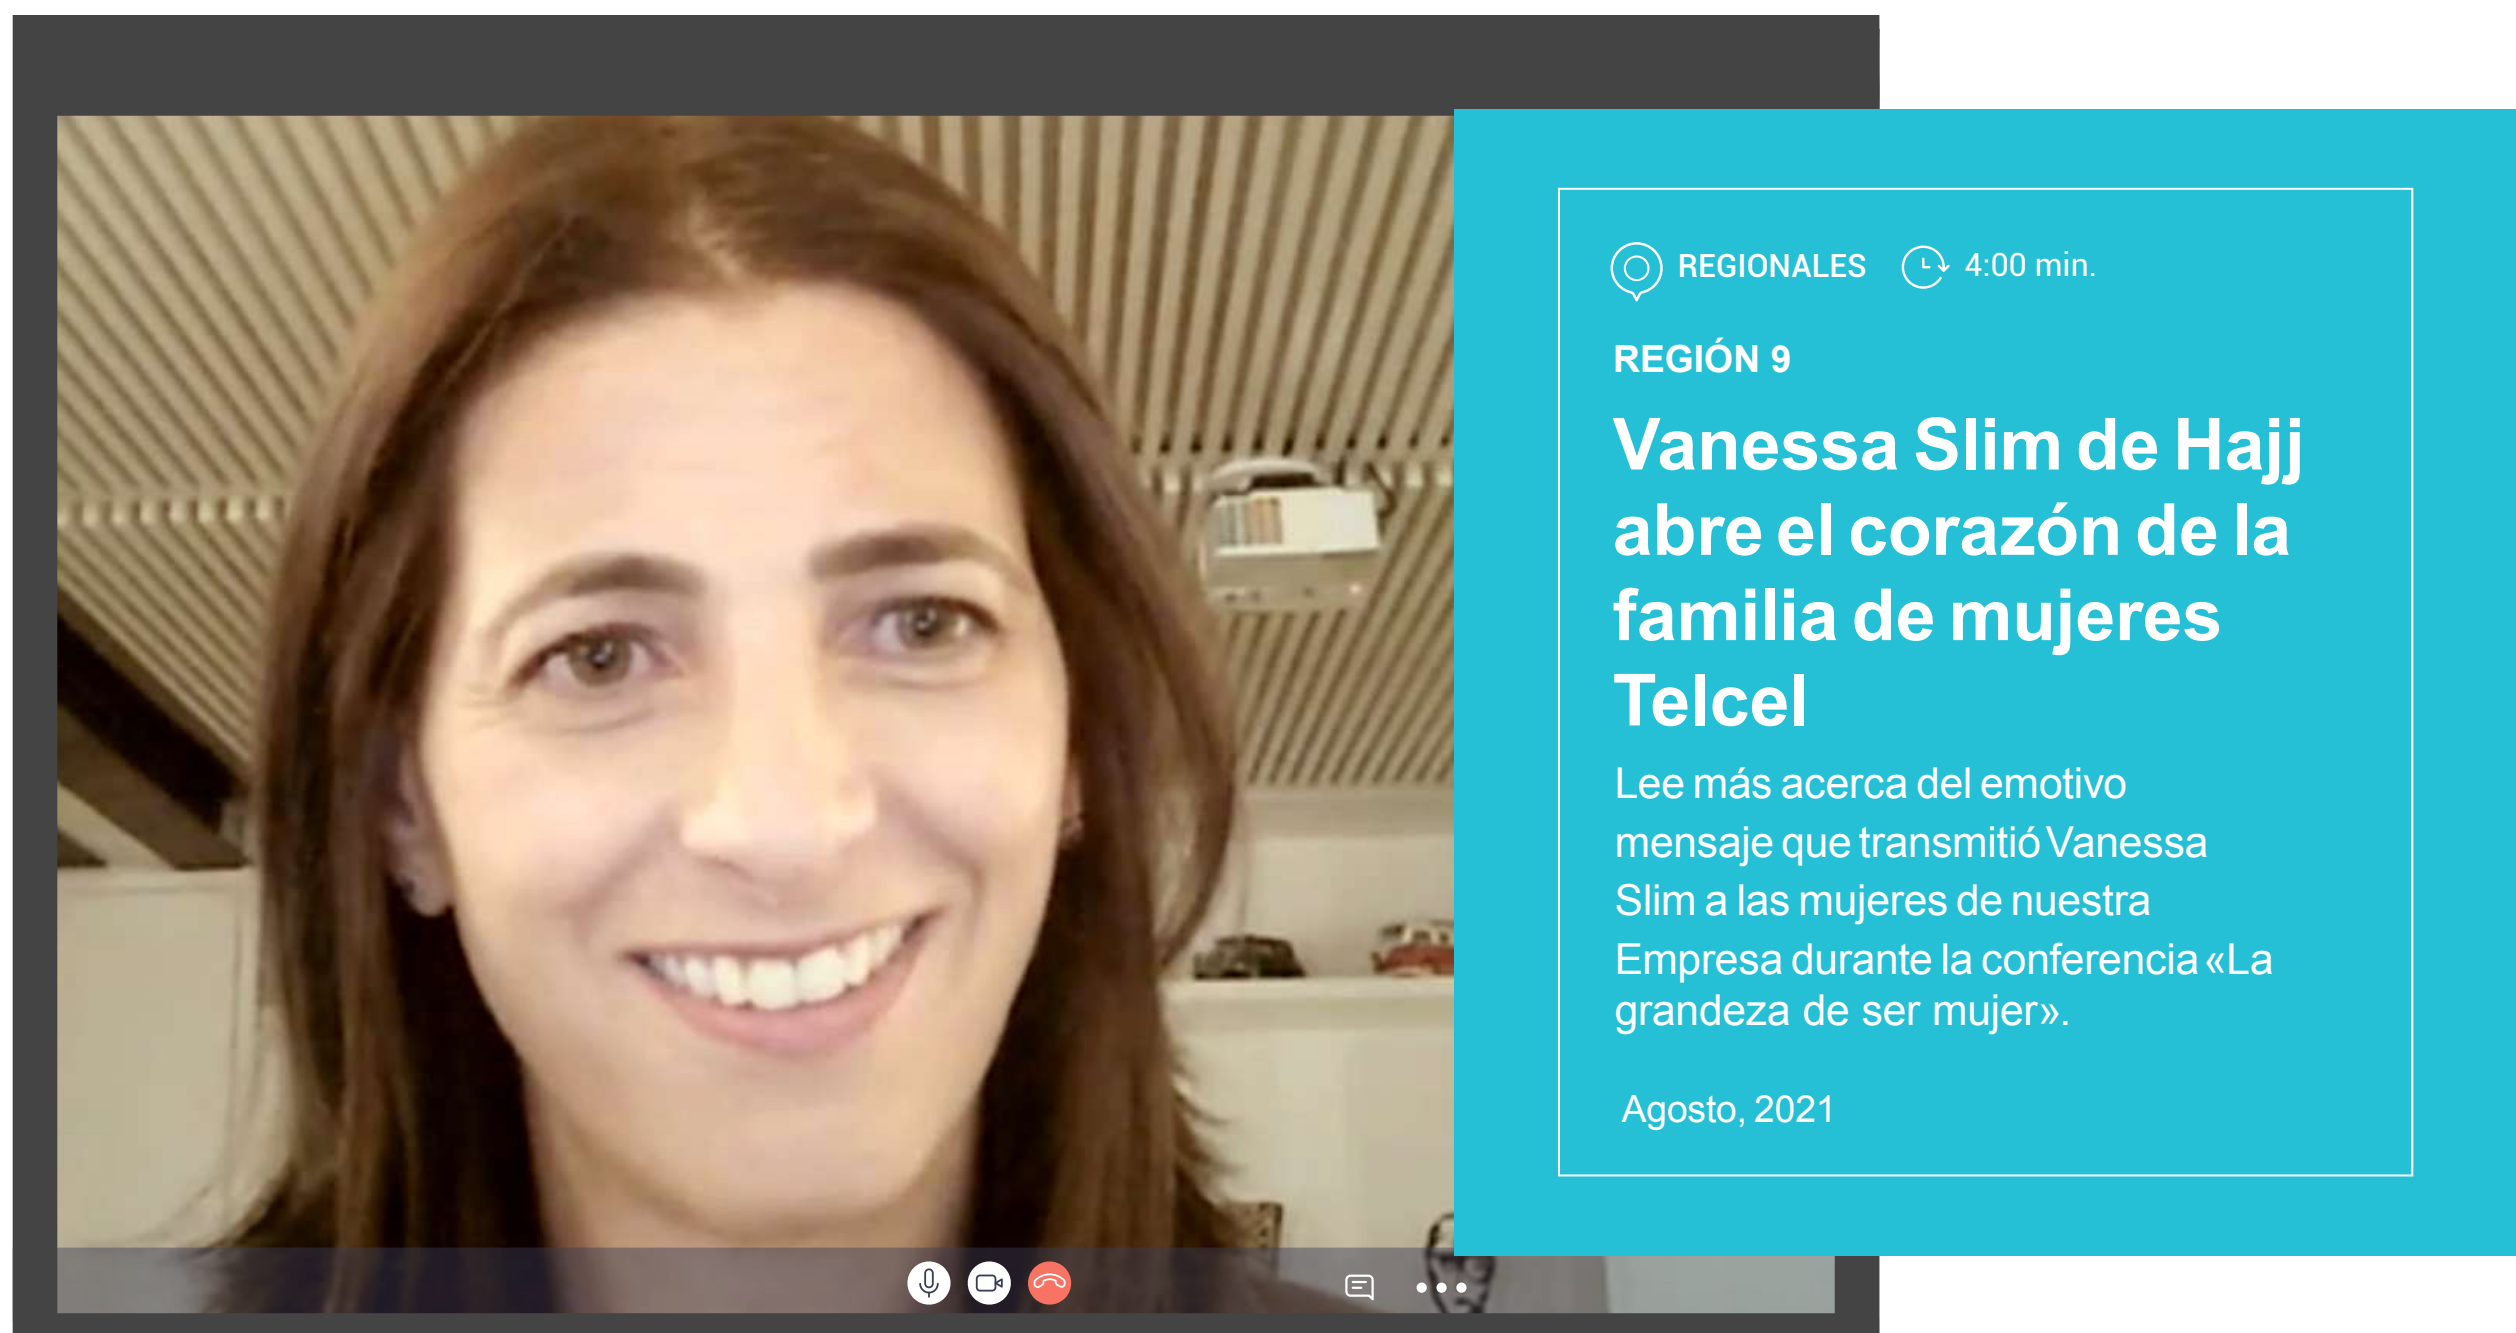 REGIONALES 4:00 min.
REGIÓN 9
Vanessa Slim de Hajj
abre el corazón de la
familia de mujeres
Telcel
Lee más acerca del emotivo
mensaje que transmitió Vanessa
Slim a las mujeres de nuestra
Empresa durante la conferencia «La
grandeza de ser mujer».
Agosto, 2021